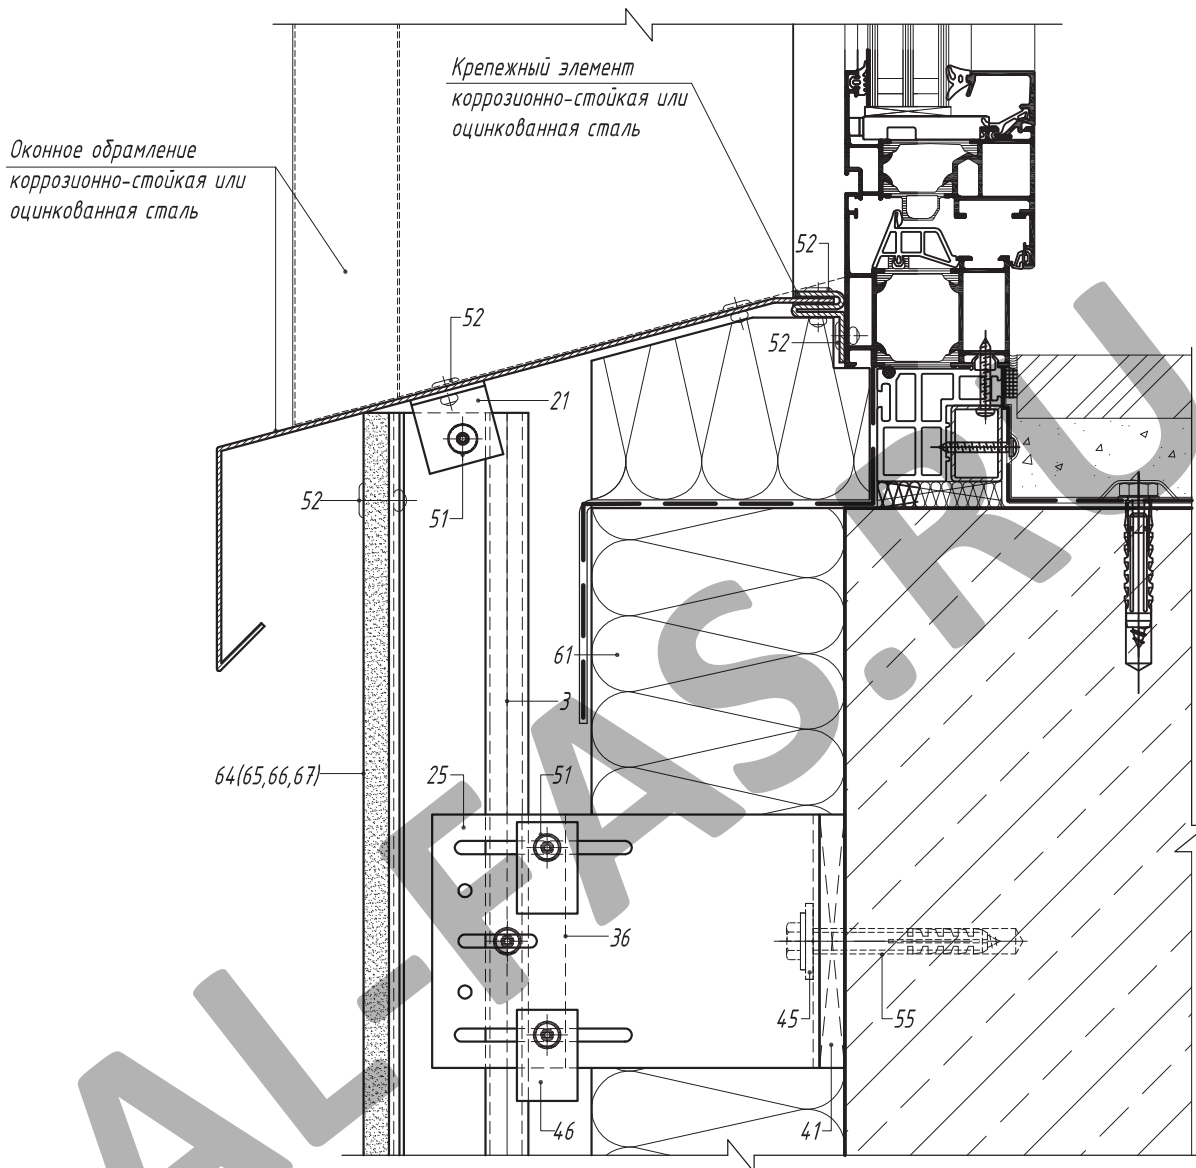 Крепежный элемент
коррозионно-стойкая или
оцинкованная сталь
Оконное обрамление
коррозионно-стойкая или
оцинкованная сталь
52
52
52
21
52
51
61
3
64(65,66,67)
25
51
36
45
55
46
41
AL-FAS.RU